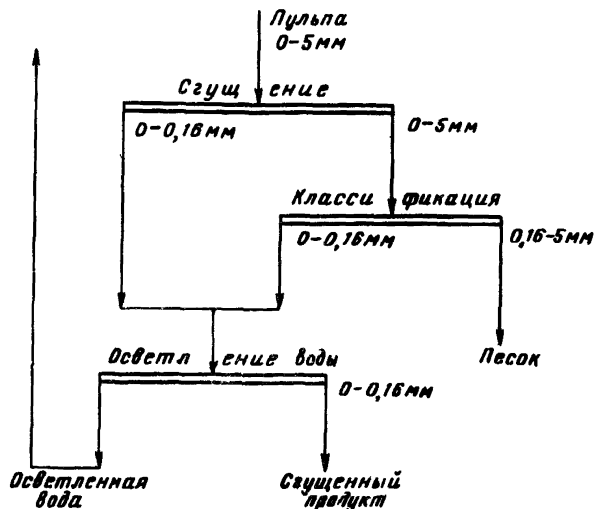 Пульпа
0-5мм
Сгущение
0-0,16мм
0-5мм
Классификация
0-0,16мм
0,16-5мм
Осветление воды
Песок
0-0,16мм
Осветленная
вода
Сгущенный
продукт